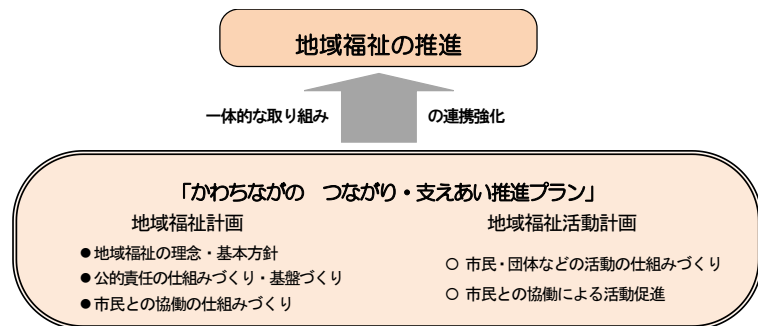 地域福祉の推進
一体的な取り組み の連携強化
「かわちながの　つながり・支えあい推進プラン」
地域福祉計画
●地域福祉の理念・基本方針
●公的責任の仕組みづくり・基盤づくり
●市民との協働の仕組みづくり
地域福祉活動計画
○ 市民・団体などの活動の仕組みづくり
○ 市民との協働による活動促進